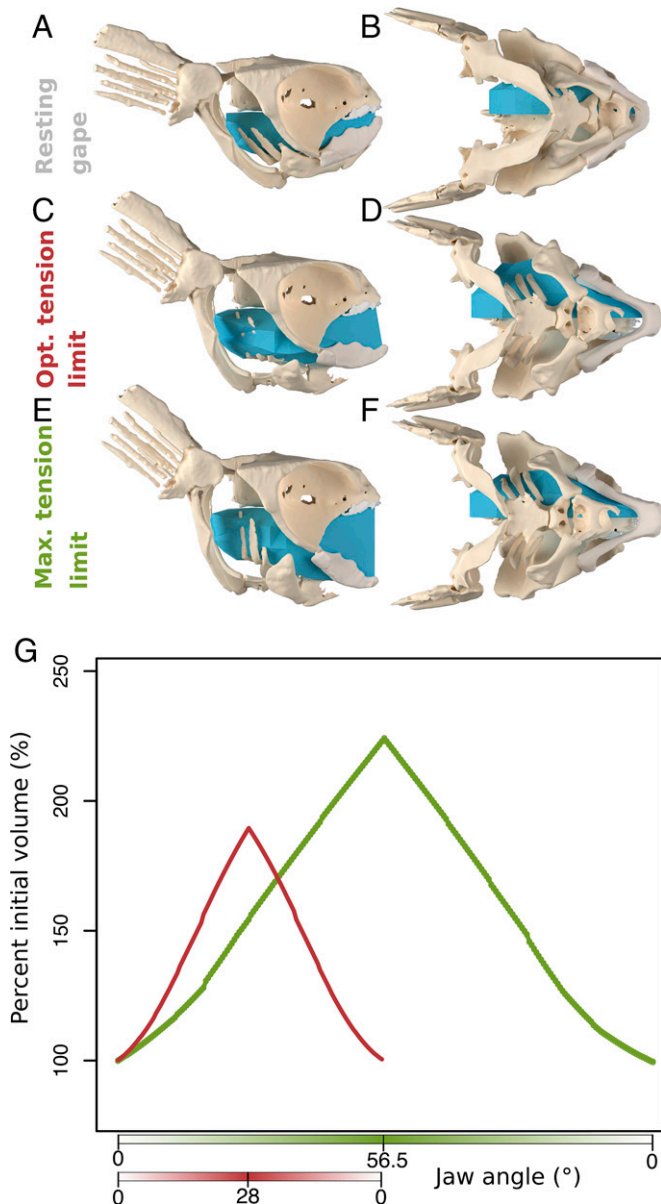 A
B
Resting
gape
C
D
Opt. tension
limit
E
F
Max. tension
limit
G
Percent initial volume (%)
250
200
150
100
0
56.5
Jaw angle (°)
0
0
28
0